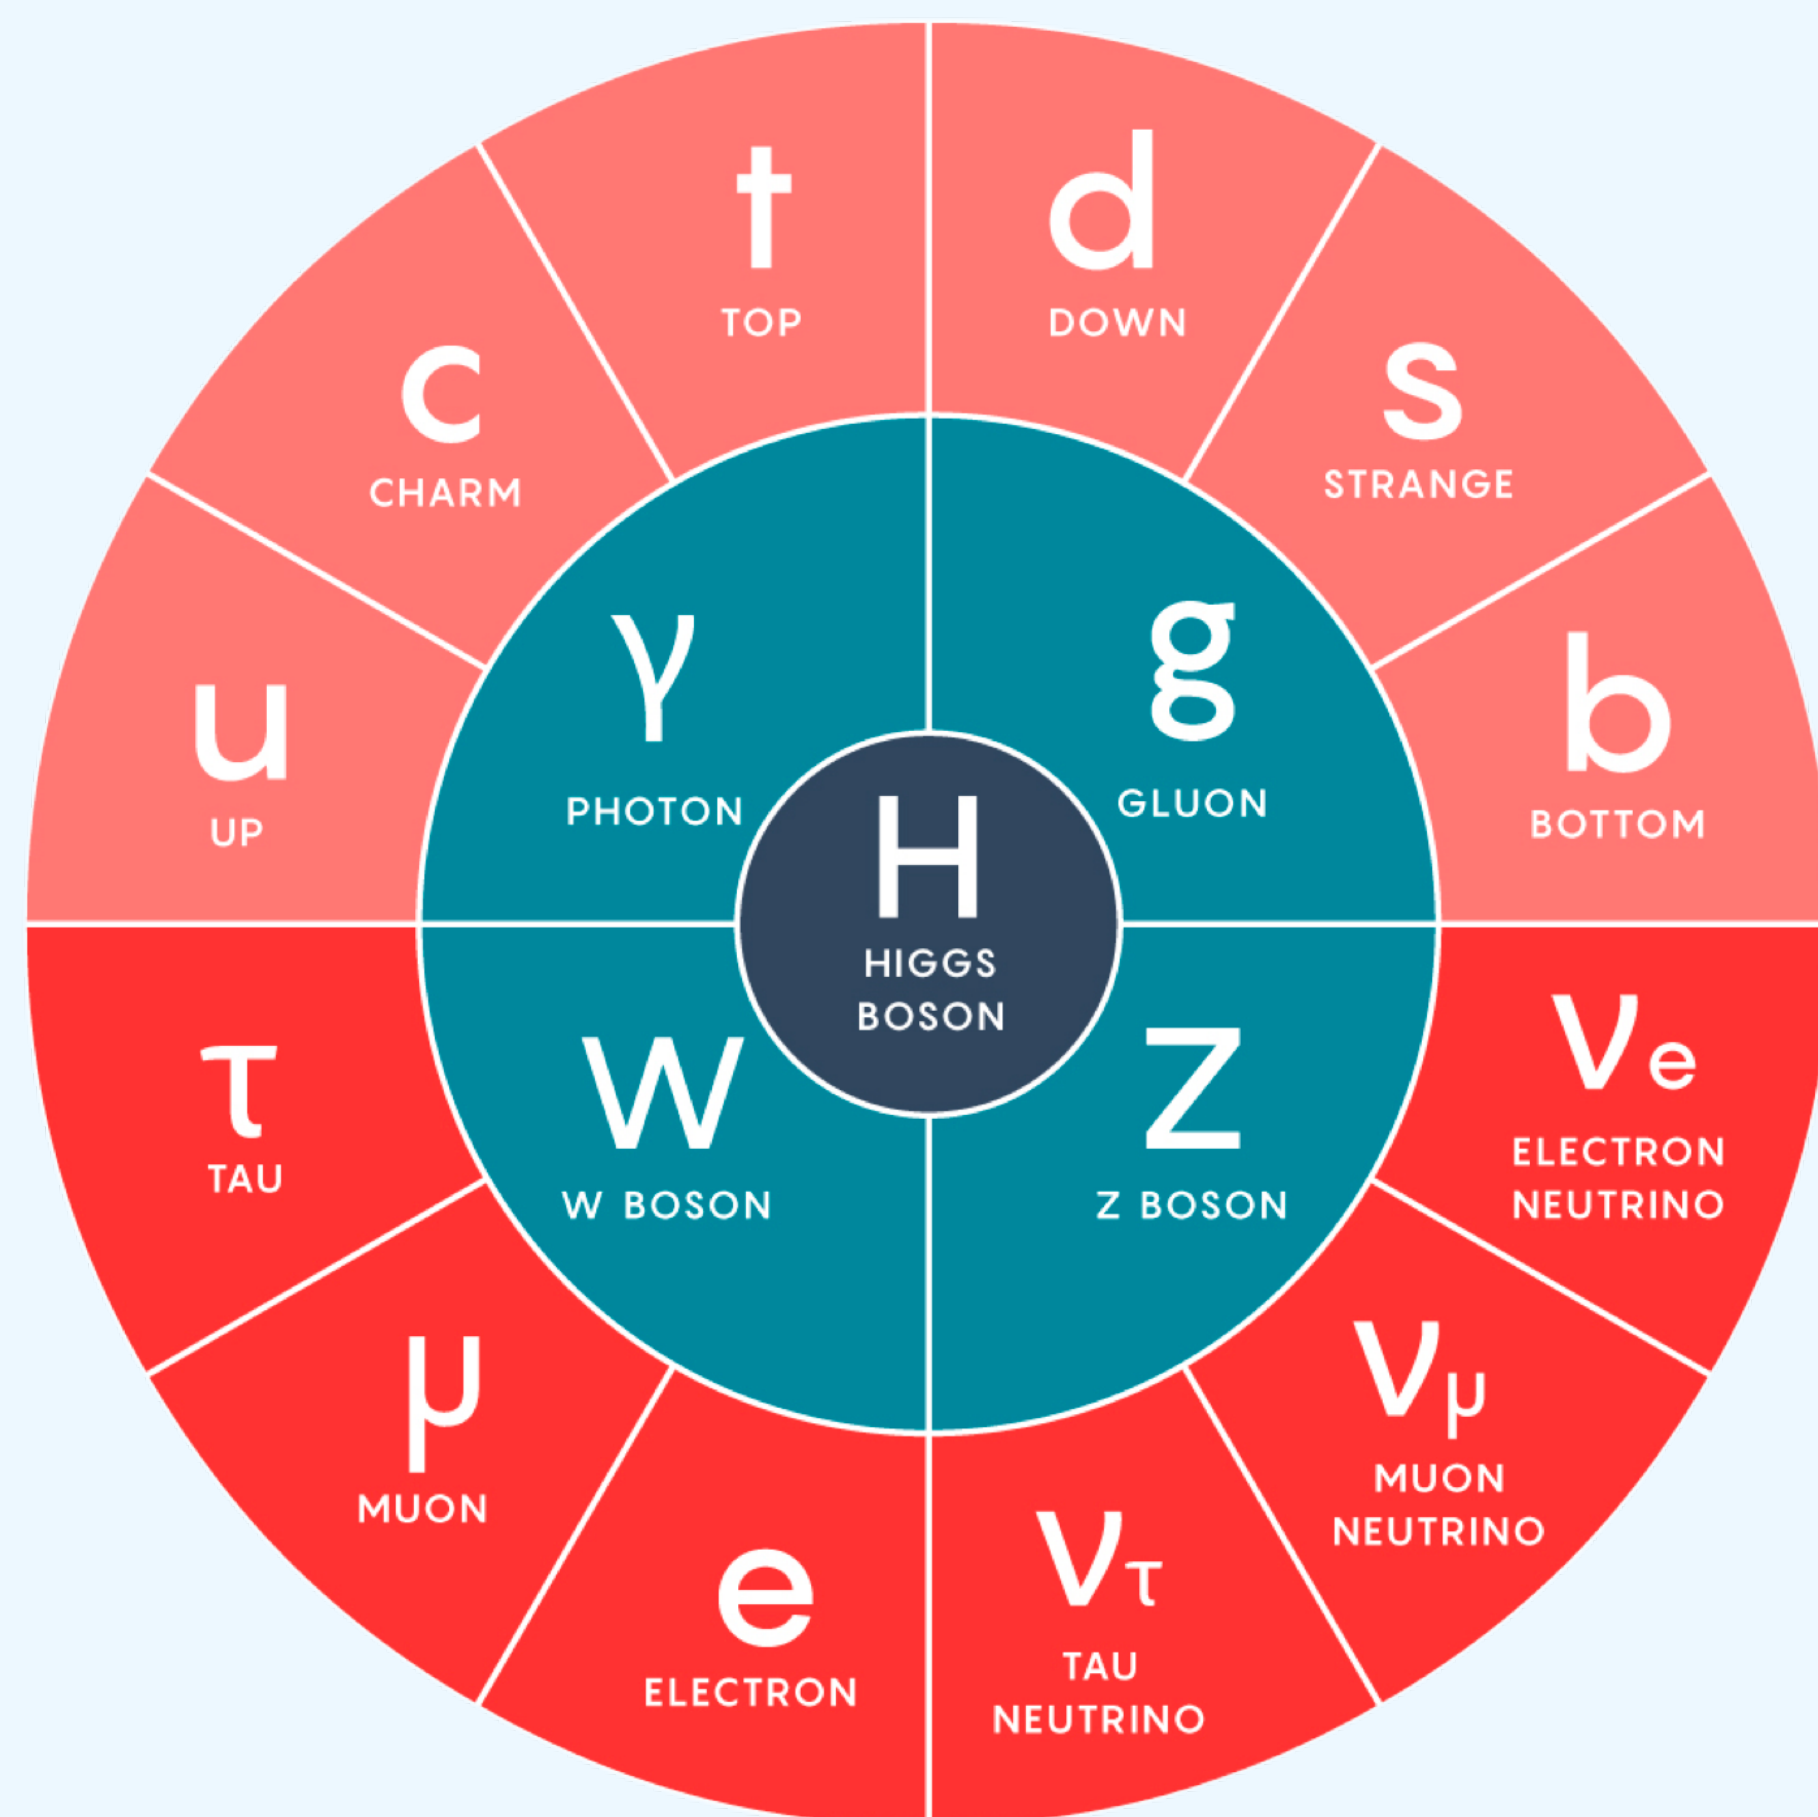 t
TOP
d
DOWN
c
CHARM
s
STRANGE
u
UP
γ
PHOTON
g
GLUON
b
BOTTOM
H
HIGGS
BOSON
τ
TAU
W
W BOSON
Z
Z BOSON
νe
ELECTRON
NEUTRINO
μ
MUON
νμ
MUON
NEUTRINO
e
ELECTRON
ντ
TAU
NEUTRINO